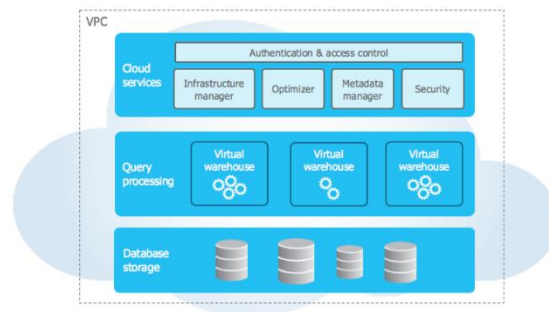 VPC
Authentication & access control
Cloud
services
Infrastructure
manager
Optimizer
Metadata
manager
Security
Query
processing
Virtual
warehouse
Virtual
warehouse
Virtual
warehouse
Database
storage